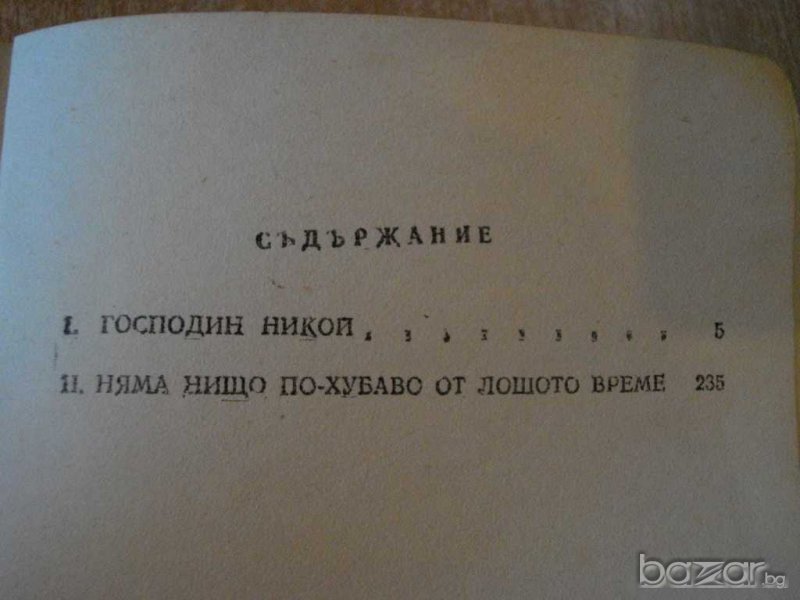 СЪДЪРЖАНИЕ
I. ГОСПОДИН НИКОЙ . . . . . . . . . . . 5
II. НЯМА НИЩО ПО-ХУБАВО ОТ ЛОШОТО ВРЕМЕ 235
bazar.bg